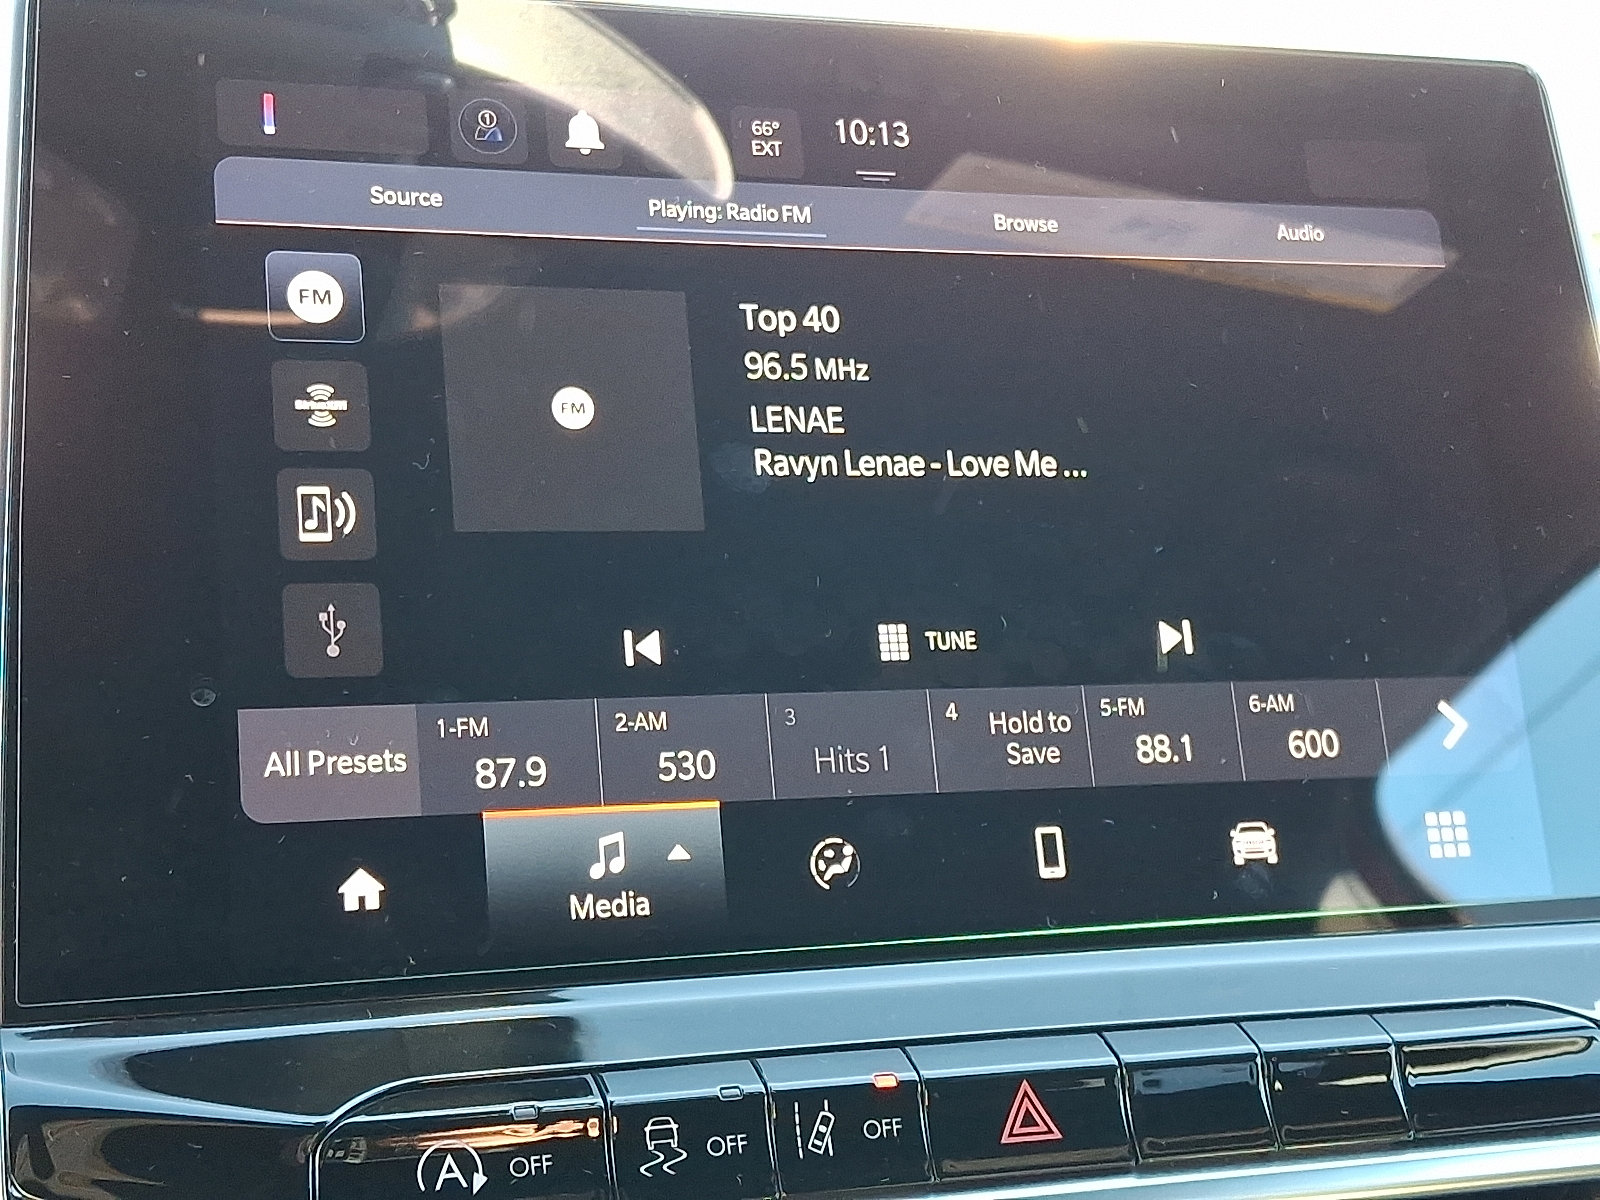 1
66°
EXT
10:13
Source
Playing: Radio FM
Browse
Audio
FM
FM
Top 40
96.5 MHz
LENAE
Ravyn Lenae - Love Me ...
TUNE
All Presets
1-FM
87.9
2-AM
530
3
Hits 1
4
Hold to
Save
5-FM
88.1
6-AM
600
Media
A OFF
OFF
OFF